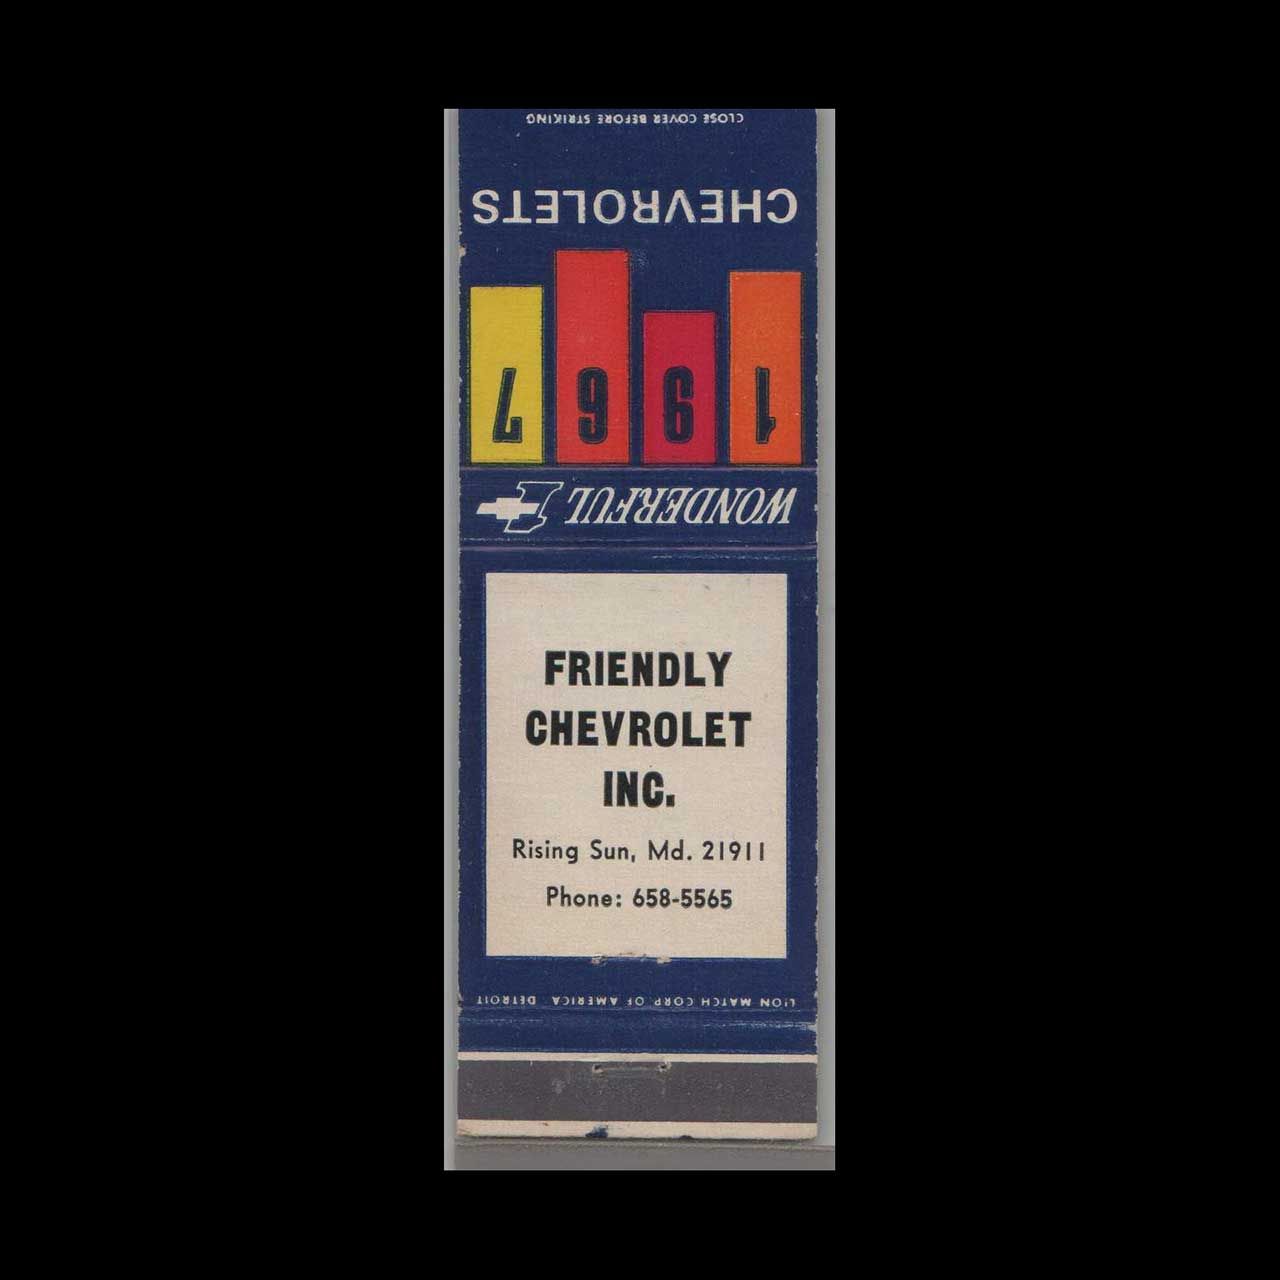 WONDERFUL
1967
CHEVROLETS
CLOSE COVER BEFORE STRIKING
FRIENDLY
CHEVROLET
INC.
Rising Sun, Md. 21911
Phone: 658-5565
LION MATCH CORP. OF AMERICA DETROIT